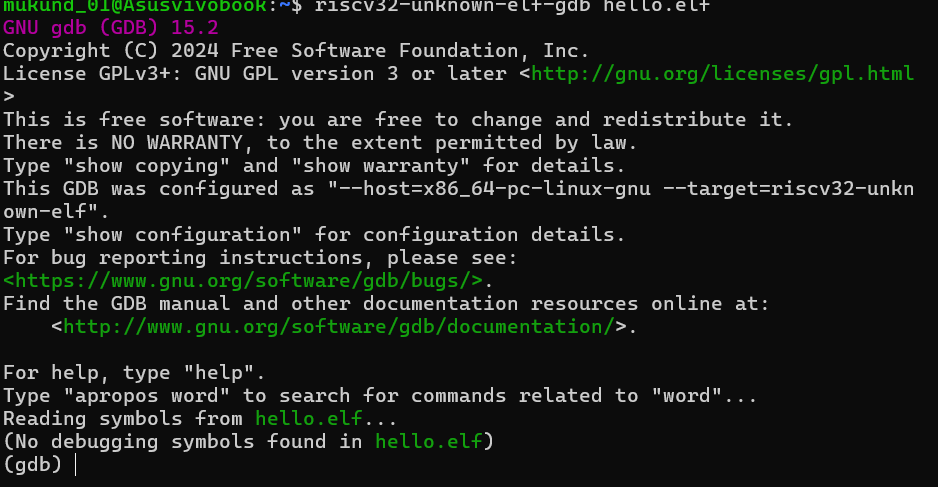 mukund_01@Asusvivobook:~$ riscv32-unknown-elf-gdb hello.elf
GNU gdb (GDB) 15.2
Copyright (C) 2024 Free Software Foundation, Inc.
License GPLv3+: GNU GPL version 3 or later <http://gnu.org/licenses/gpl.html
>
This is free software: you are free to change and redistribute it.
There is NO WARRANTY, to the extent permitted by law.
Type "show copying" and "show warranty" for details.
This GDB was configured as "--host=x86_64-pc-linux-gnu --target=riscv32-unkn
own-elf".
Type "show configuration" for configuration details.
For bug reporting instructions, please see:
<https://www.gnu.org/software/gdb/bugs/>.
Find the GDB manual and other documentation resources online at:
    <http://www.gnu.org/software/gdb/documentation/>.

For help, type "help".
Type "apropos word" to search for commands related to "word"...
Reading symbols from hello.elf...
(No debugging symbols found in hello.elf)
(gdb)